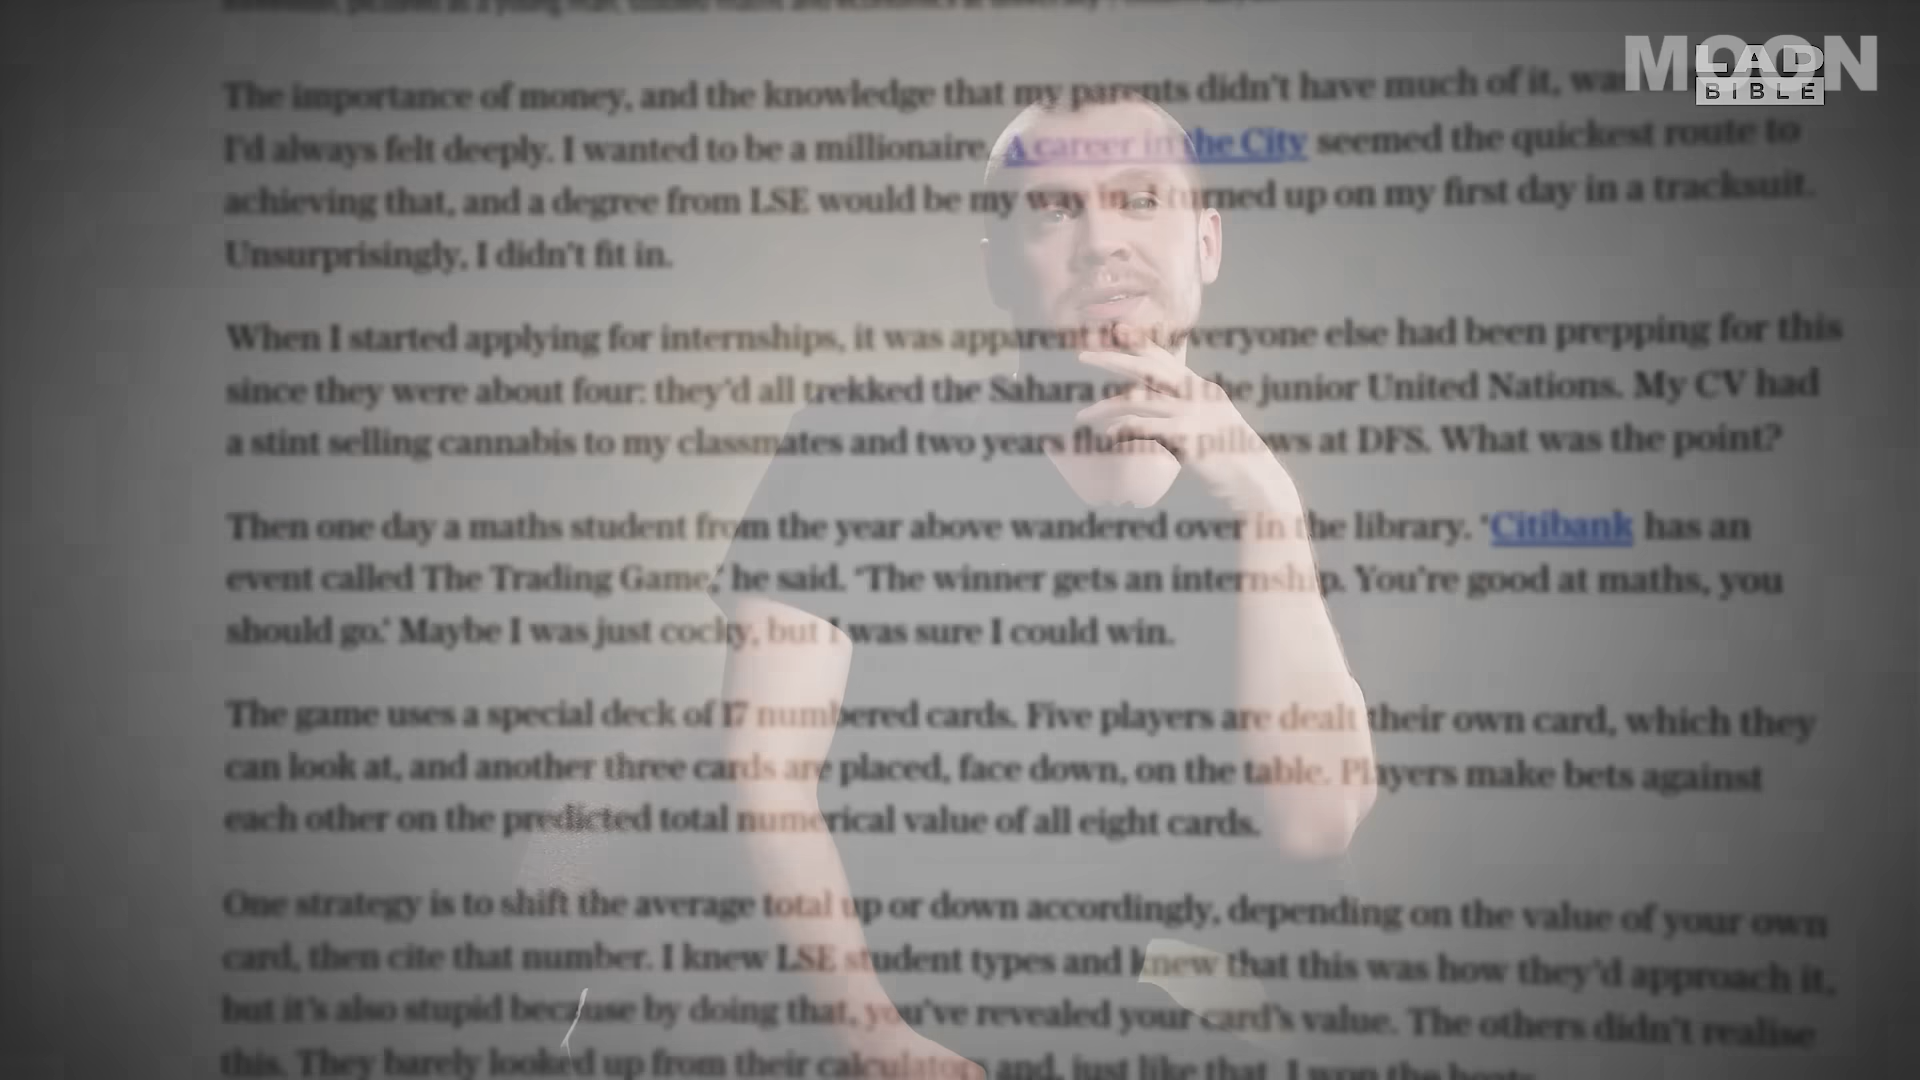 MOON
LAD
BIBLE
The importance of money, and the knowledge that my parents didn't have much of it, was
I'd always felt deeply. I wanted to be a millionaire. A career in the City seemed the quickest route to
achieving that, and a degree from LSE would be my way in. I turned up on my first day in a tracksuit.
Unsurprisingly, I didn't fit in.
When I started applying for internships, it was apparent that everyone else had been prepping for this
since they were about four: they'd all trekked the Sahara or led the junior United Nations. My CV had
a stint selling cannabis to my classmates and two years fluffing pillows at DFS. What was the point?
Then one day a maths student from the year above wandered over in the library. 'Citibank has an
event called The Trading Game,' he said. 'The winner gets an internship. You're good at maths, you
should go.' Maybe I was just cocky, but I was sure I could win.
The game uses a special deck of 17 numbered cards. Five players are dealt their own card, which they
can look at, and another three cards are placed, face down, on the table. Players make bets against
each other on the predicted total numerical value of all eight cards.
One strategy is to shift the average total up or down accordingly, depending on the value of your own
card, then cite that number. I knew LSE student types and knew that this was how they'd approach it,
but it's also stupid because by doing that, you've revealed your card's value. The others didn't realise
this. They barely looked up from their calculators and, just like that, I won the heats